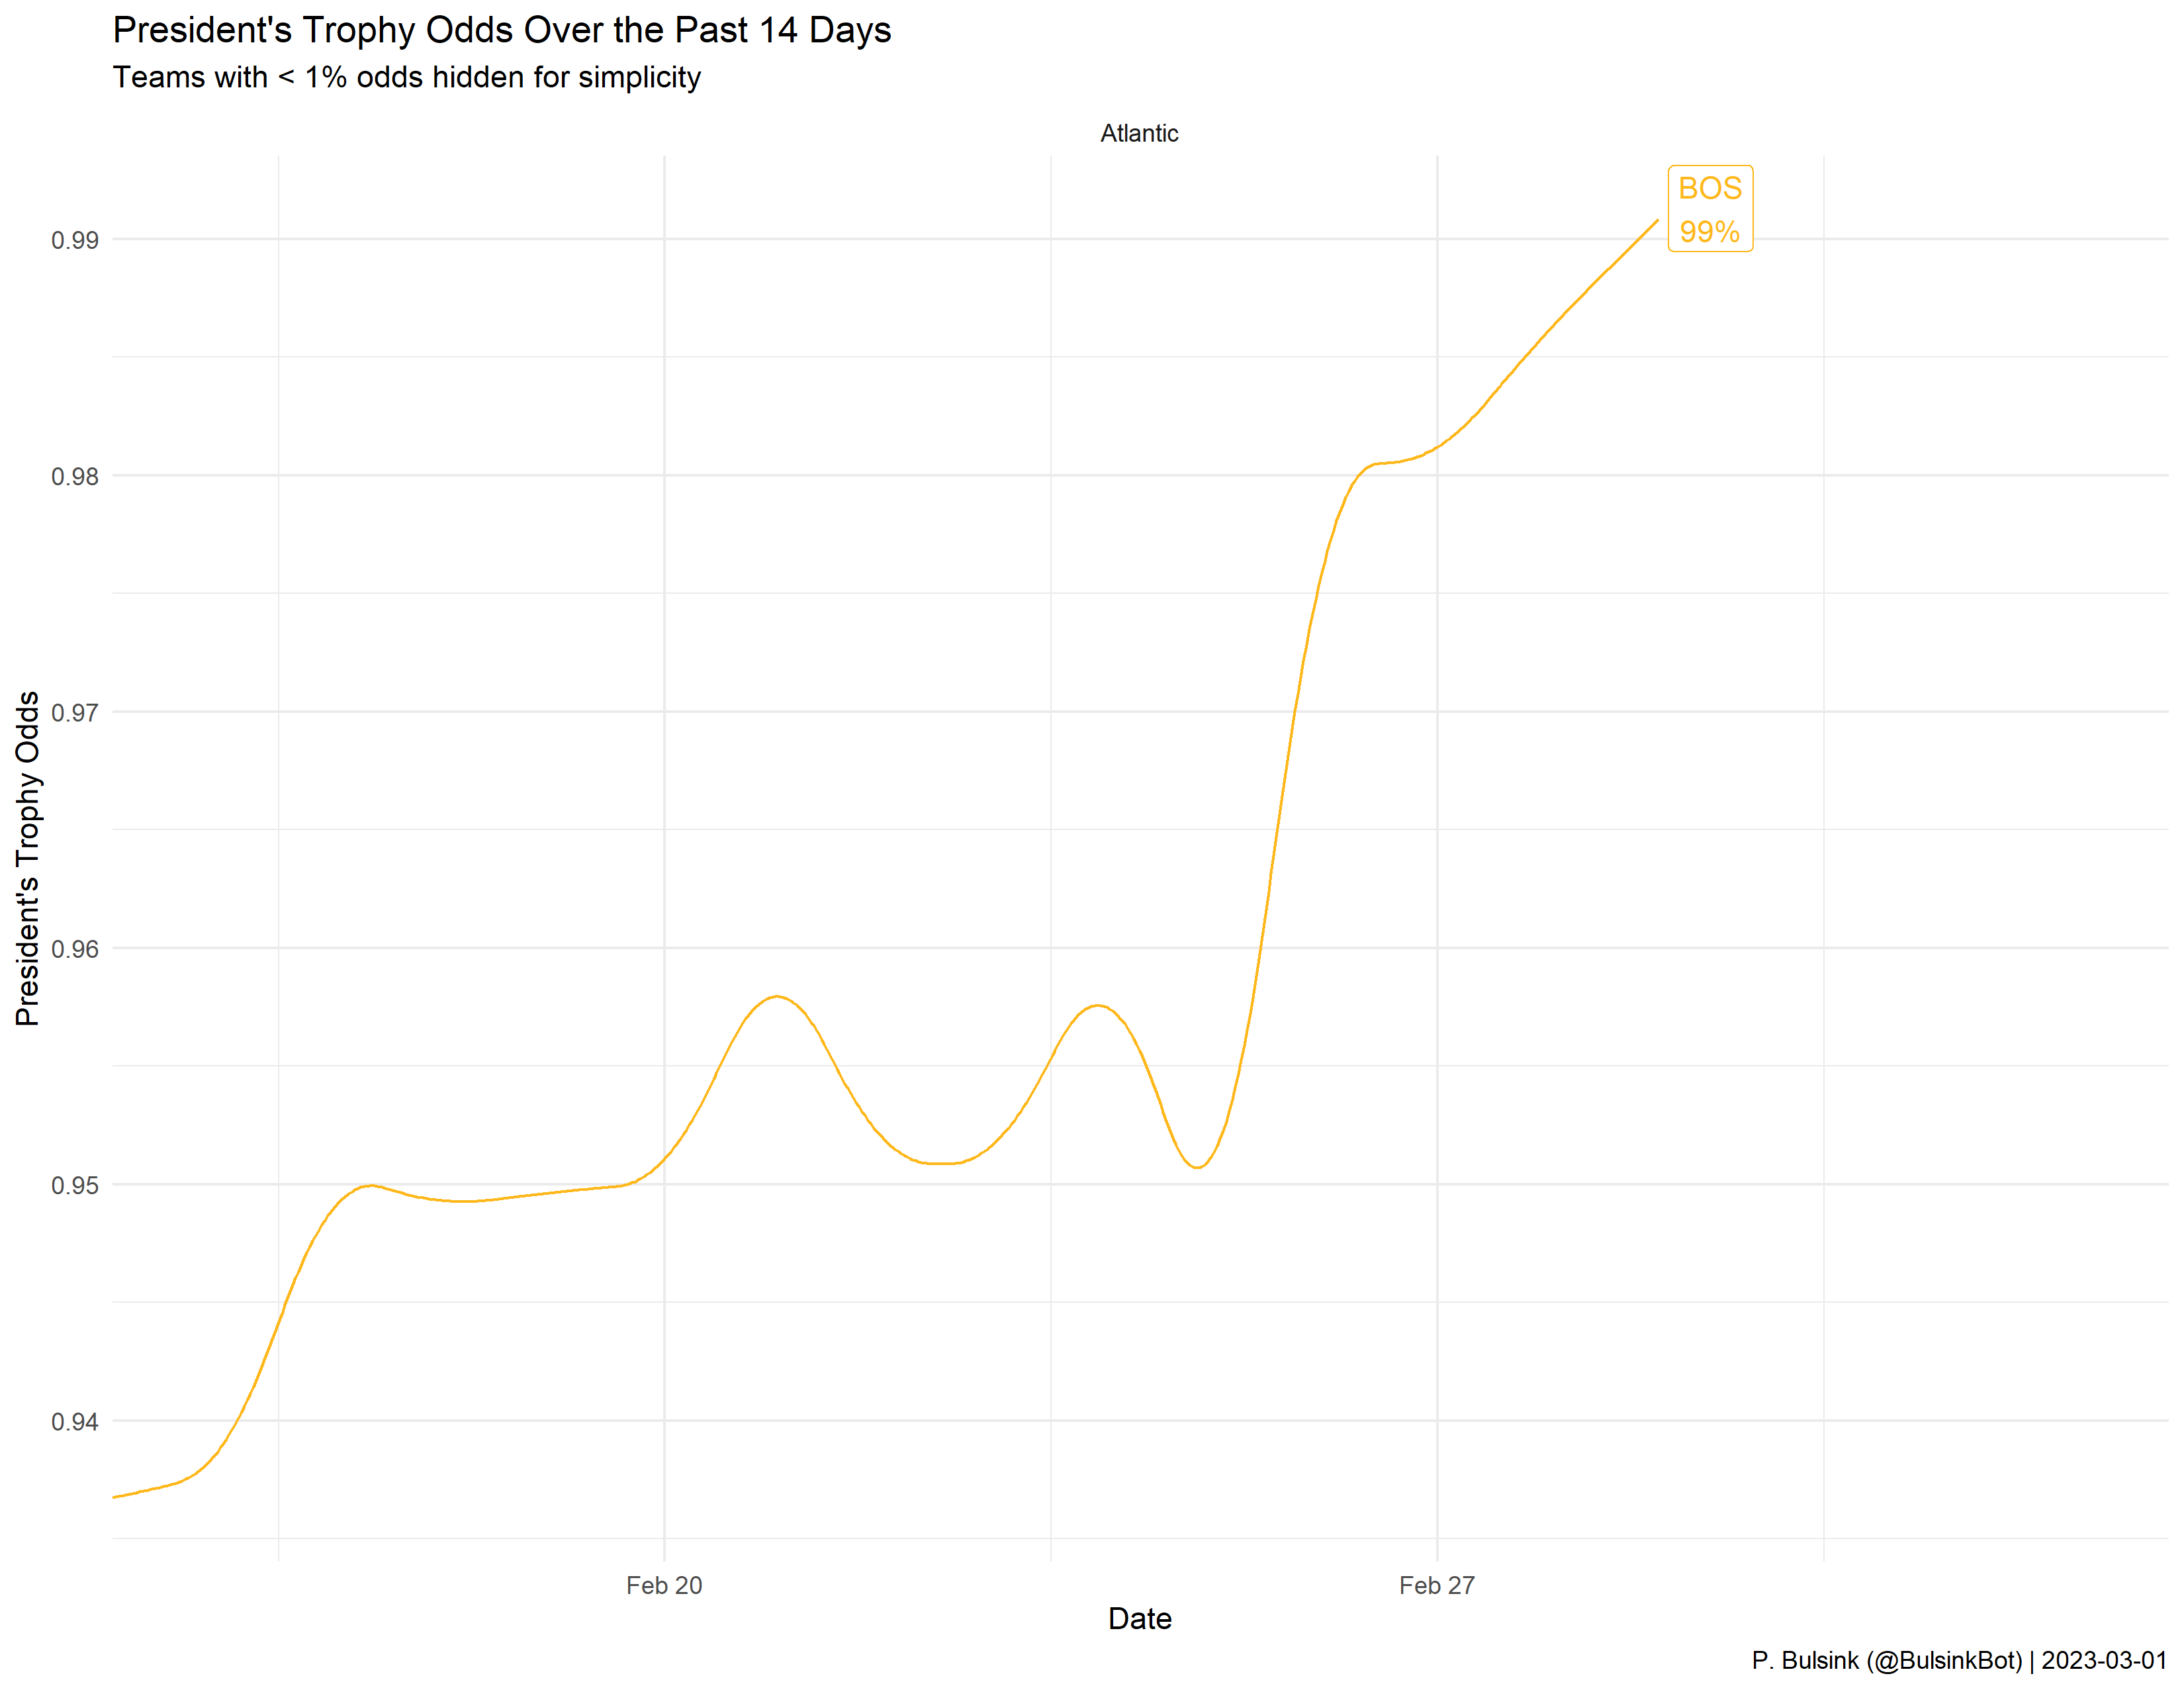 President's Trophy Odds Over the Past 14 Days
Teams with < 1% odds hidden for simplicity
Atlantic
BOS
99%
0.99
0.98
0.97
0.96
0.95
0.94
President's Trophy Odds
Feb 20
Feb 27
Date
P. Bulsink (@BulsinkBot) | 2023-03-01